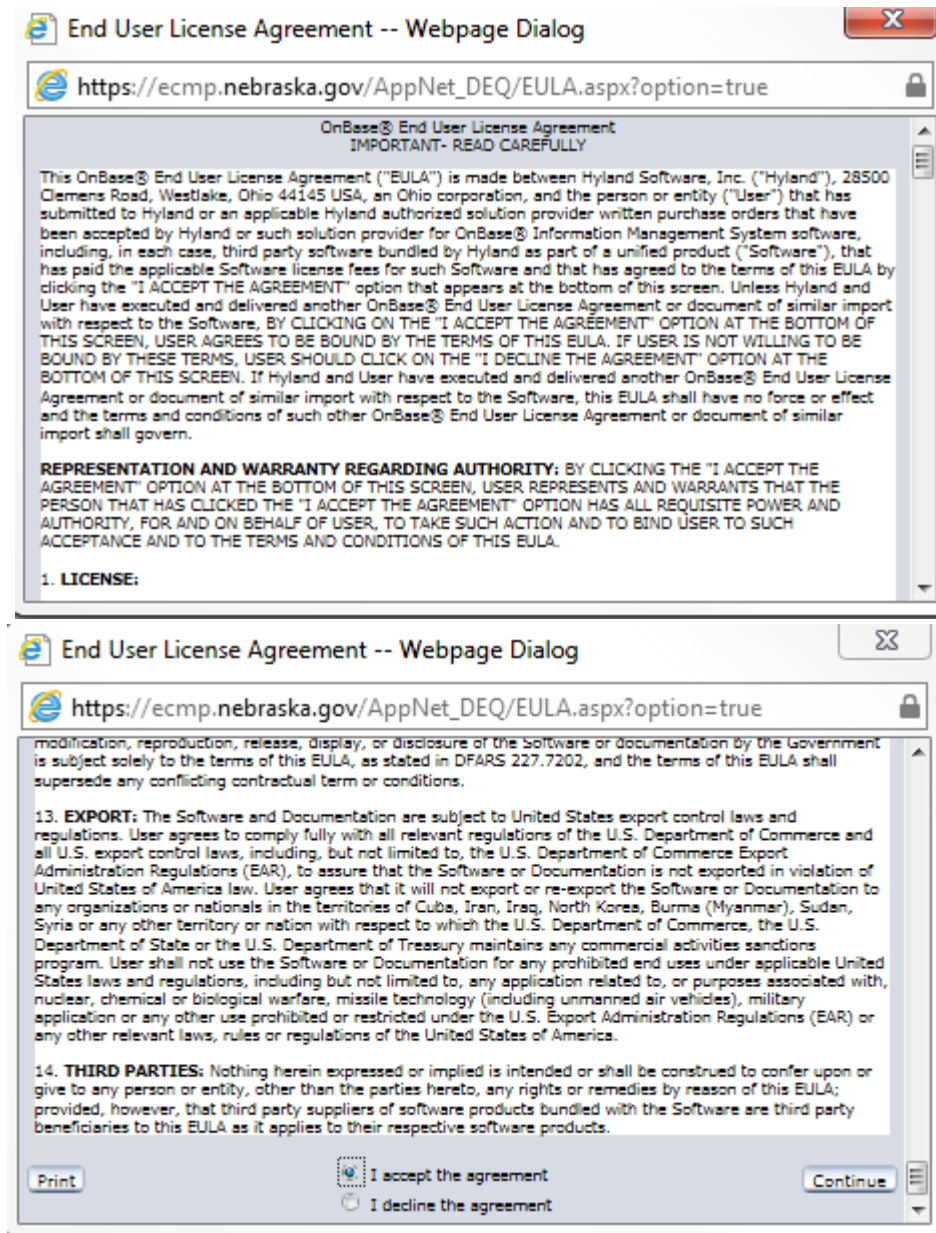 End User License Agreement -- Webpage Dialog
https://ecmp.nebraska.gov/AppNet_DEQ/EULA.aspx?option=true
OnBase® End User License Agreement
IMPORTANT- READ CAREFULLY
This OnBase® End User License Agreement ("EULA") is made between Hyland Software, Inc. ("Hyland"), 28500
Clemens Road, Westlake, Ohio 44145 USA, an Ohio corporation, and the person or entity ("User") that has
submitted to Hyland or an applicable Hyland authorized solution provider written purchase orders that have
been accepted by Hyland or such solution provider for OnBase® Information Management System software,
including, in each case, third party software bundled by Hyland as part of a unified product ("Software"), that
has paid the applicable Software license fees for such Software and that has agreed to the terms of this EULA by
clicking the "I ACCEPT THE AGREEMENT" option that appears at the bottom of this screen. Unless Hyland and
User have executed and delivered another OnBase® End User License Agreement or document of similar import
with respect to the Software, BY CLICKING ON THE "I ACCEPT THE AGREEMENT" OPTION AT THE BOTTOM OF
THIS SCREEN, USER AGREES TO BE BOUND BY THE TERMS OF THIS EULA. IF USER IS NOT WILLING TO BE
BOUND BY THESE TERMS, USER SHOULD CLICK ON THE "I DECLINE THE AGREEMENT" OPTION AT THE
BOTTOM OF THIS SCREEN. If Hyland and User have executed and delivered another OnBase® End User License
Agreement or document of similar import with respect to the Software, this EULA shall have no force or effect
and the terms and conditions of such other OnBase® End User License Agreement or document of similar
import shall govern.
REPRESENTATION AND WARRANTY REGARDING AUTHORITY: BY CLICKING THE "I ACCEPT THE
AGREEMENT" OPTION AT THE BOTTOM OF THIS SCREEN, USER REPRESENTS AND WARRANTS THAT THE
PERSON THAT HAS CLICKED THE "I ACCEPT THE AGREEMENT" OPTION HAS ALL REQUISITE POWER AND
AUTHORITY, FOR AND ON BEHALF OF USER, TO TAKE SUCH ACTION AND TO BIND USER TO SUCH
ACCEPTANCE AND TO THE TERMS AND CONDITIONS OF THIS EULA.
1. LICENSE:
End User License Agreement -- Webpage Dialog
https://ecmp.nebraska.gov/AppNet_DEQ/EULA.aspx?option=true
modification, reproduction, release, display, or disclosure of the Software or documentation by the Government
is subject solely to the terms of this EULA, as stated in DFARS 227.7202, and the terms of this EULA shall
supersede any conflicting contractual term or conditions.
13. EXPORT: The Software and Documentation are subject to United States export control laws and
regulations. User agrees to comply fully with all relevant regulations of the U.S. Department of Commerce and
all U.S. export control laws, including, but not limited to, the U.S. Department of Commerce Export
Administration Regulations (EAR), to assure that the Software or Documentation is not exported in violation of
United States of America law. User agrees that it will not export or re-export the Software or Documentation to
any organizations or nationals in the territories of Cuba, Iran, Iraq, North Korea, Burma (Myanmar), Sudan,
Syria or any other territory or nation with respect to which the U.S. Department of Commerce, the U.S.
Department of State or the U.S. Department of Treasury maintains any commercial activities sanctions
program. User shall not use the Software or Documentation for any prohibited end uses under applicable United
States laws and regulations, including but not limited to, any application related to, or purposes associated with,
nuclear, chemical or biological warfare, missile technology (including unmanned air vehicles), military
application or any other use prohibited or restricted under the U.S. Export Administration Regulations (EAR) or
any other relevant laws, rules or regulations of the United States of America.
14. THIRD PARTIES: Nothing herein expressed or implied is intended or shall be construed to confer upon or
give to any person or entity, other than the parties hereto, any rights or remedies by reason of this EULA;
provided, however, that third party suppliers of software products bundled with the Software are third party
beneficiaries to this EULA as it applies to their respective software products.
Print
I accept the agreement
Continue
I decline the agreement